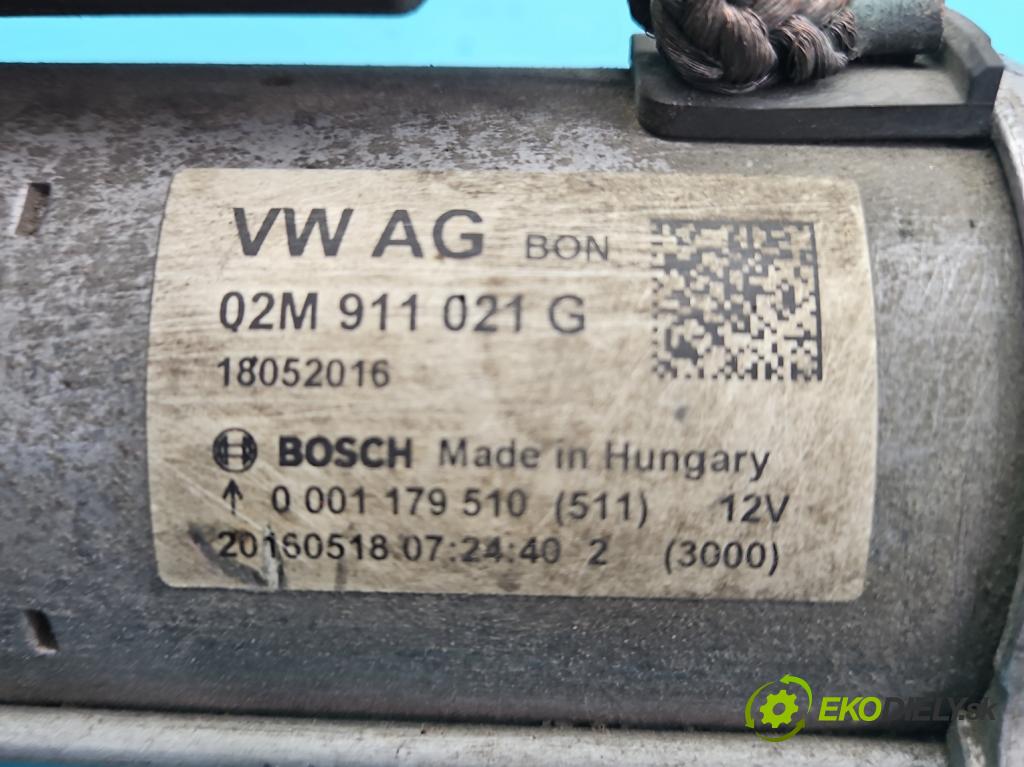 VW AG BON
02M 911 021 G
18052016
BOSCH Made in Hungary
↑ 0 001 179 510 (511) 12V
20160518 07:24:40 2 (3000)
EKODIELY.sk